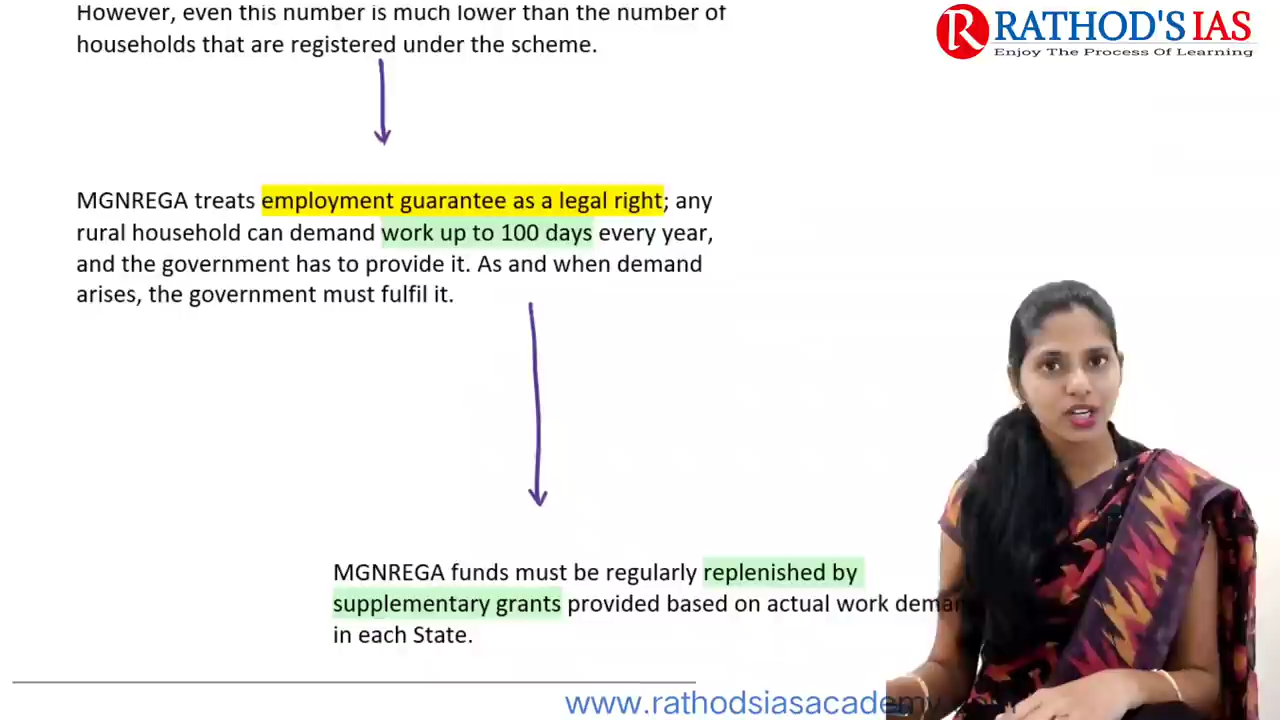 However, even this number is much lower than the number of
households that are registered under the scheme.
RATHOD'S IAS
Enjoy The Process Of Learning
MGNREGA treats employment guarantee as a legal right; any
rural household can demand work up to 100 days every year,
and the government has to provide it. As and when demand
arises, the government must fulfil it.
MGNREGA funds must be regularly replenished by
supplementary grants provided based on actual work demand
in each State.
www.rathodsiasacademy.com